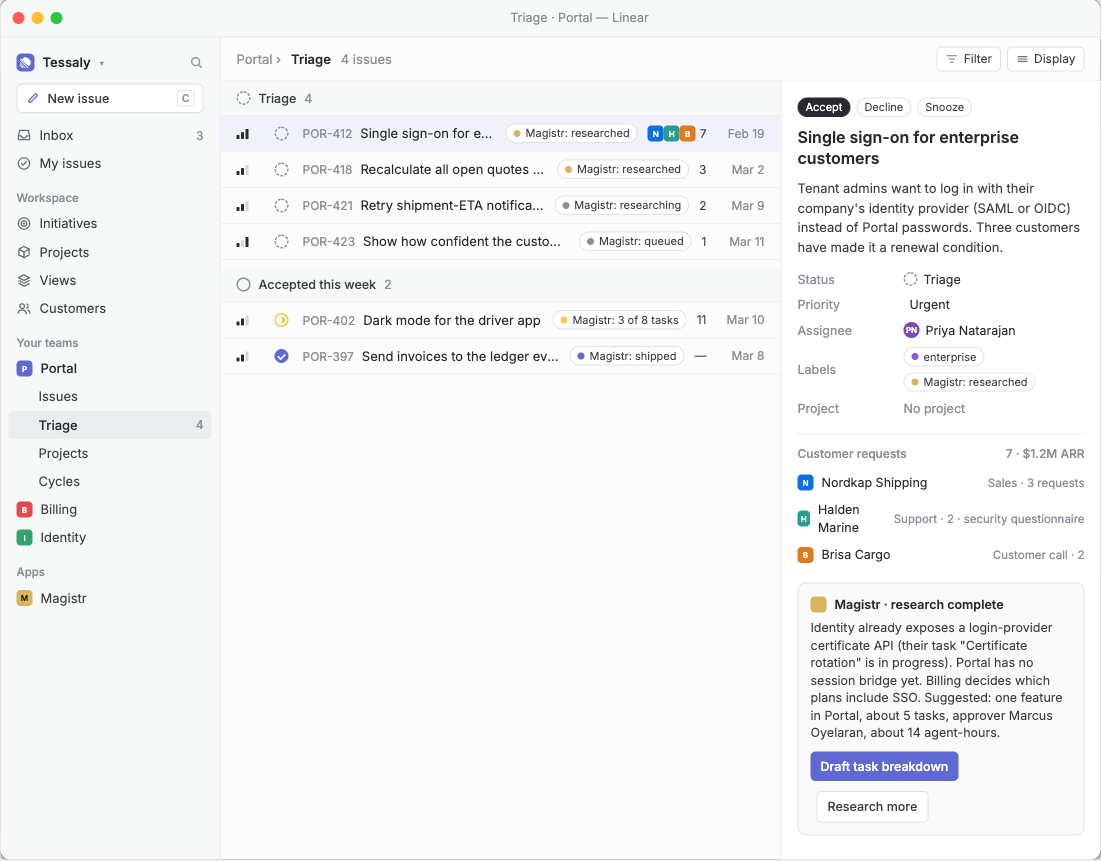 Triage · Portal — Linear
Tessaly
New issue
C
Inbox
3
My issues
Workspace
Initiatives
Projects
Views
Customers
Your teams
P
Portal
Issues
Triage
4
Projects
Cycles
B
Billing
I
Identity
Apps
M
Magistr
Portal ›
Triage
4 issues
Filter
Display
Triage 4
POR-412 Single sign-on for e... Magistr: researched N H B 7 Feb 19
POR-418 Recalculate all open quotes ... Magistr: researched 3 Mar 2
POR-421 Retry shipment-ETA notifica... Magistr: researching 2 Mar 9
POR-423 Show how confident the custo... Magistr: queued 1 Mar 11
Accepted this week 2
POR-402 Dark mode for the driver app Magistr: 3 of 8 tasks 11 Mar 10
POR-397 Send invoices to the ledger ev... Magistr: shipped — Mar 8
Accept Decline Snooze
Single sign-on for enterprise
customers
Tenant admins want to log in with their
company's identity provider (SAML or OIDC)
instead of Portal passwords. Three customers
have made it a renewal condition.
Status Triage
Priority Urgent
Assignee PN Priya Natarajan
Labels enterprise
Magistr: researched
Project No project
Customer requests 7 · $1.2M ARR
N Nordkap Shipping Sales · 3 requests
H Halden
Marine Support · 2 · security questionnaire
B Brisa Cargo Customer call · 2
Magistr · research complete
Identity already exposes a login-provider
certificate API (their task "Certificate
rotation" is in progress). Portal has no
session bridge yet. Billing decides which
plans include SSO. Suggested: one feature
in Portal, about 5 tasks, approver Marcus
Oyelaran, about 14 agent-hours.
Draft task breakdown
Research more